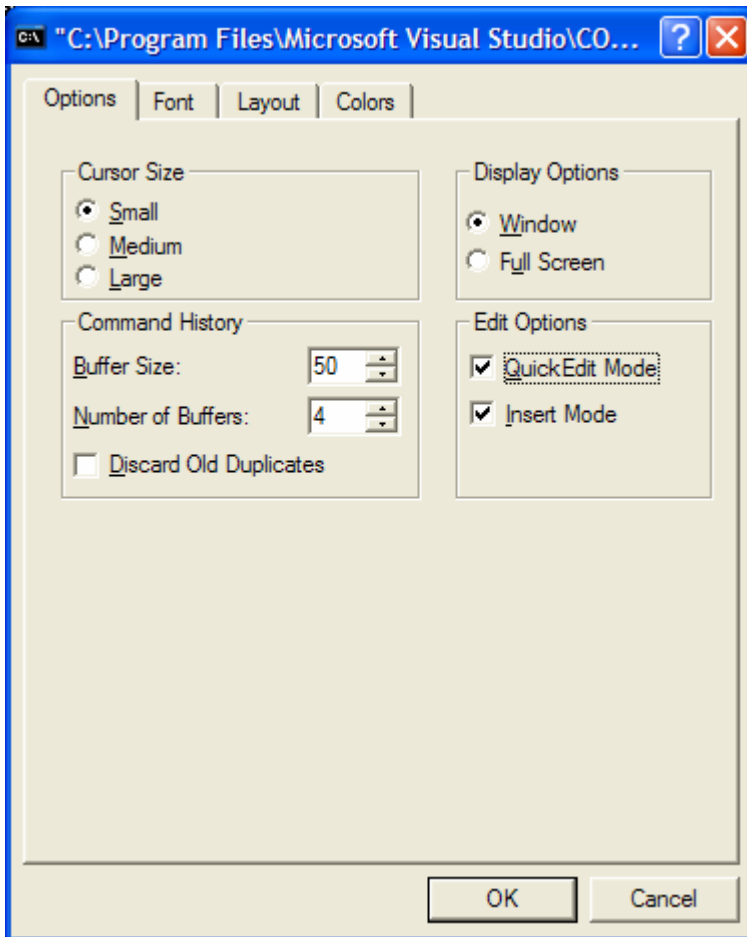 C:\ "C:\Program Files\Microsoft Visual Studio\CO... ? X
Options Font Layout Colors
Cursor Size
Small
Medium
Large
Display Options
Window
Full Screen
Command History
Buffer Size: 50
Number of Buffers: 4
Discard Old Duplicates
Edit Options
QuickEdit Mode
Insert Mode
OK Cancel